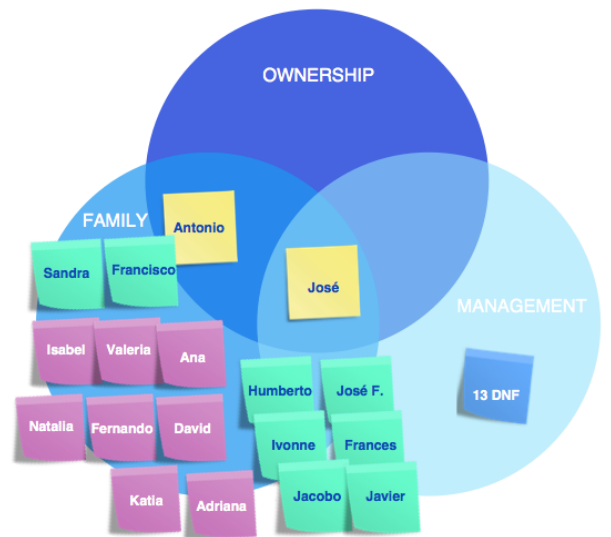 OWNERSHIP
FAMILY
Antonio
Sandra
Francisco
José
MANAGEMENT
Isabel
Valeria
Ana
Humberto
José F.
13 DNF
Natalia
Fernando
David
Ivonne
Frances
Katia
Adriana
Jacobo
Javier